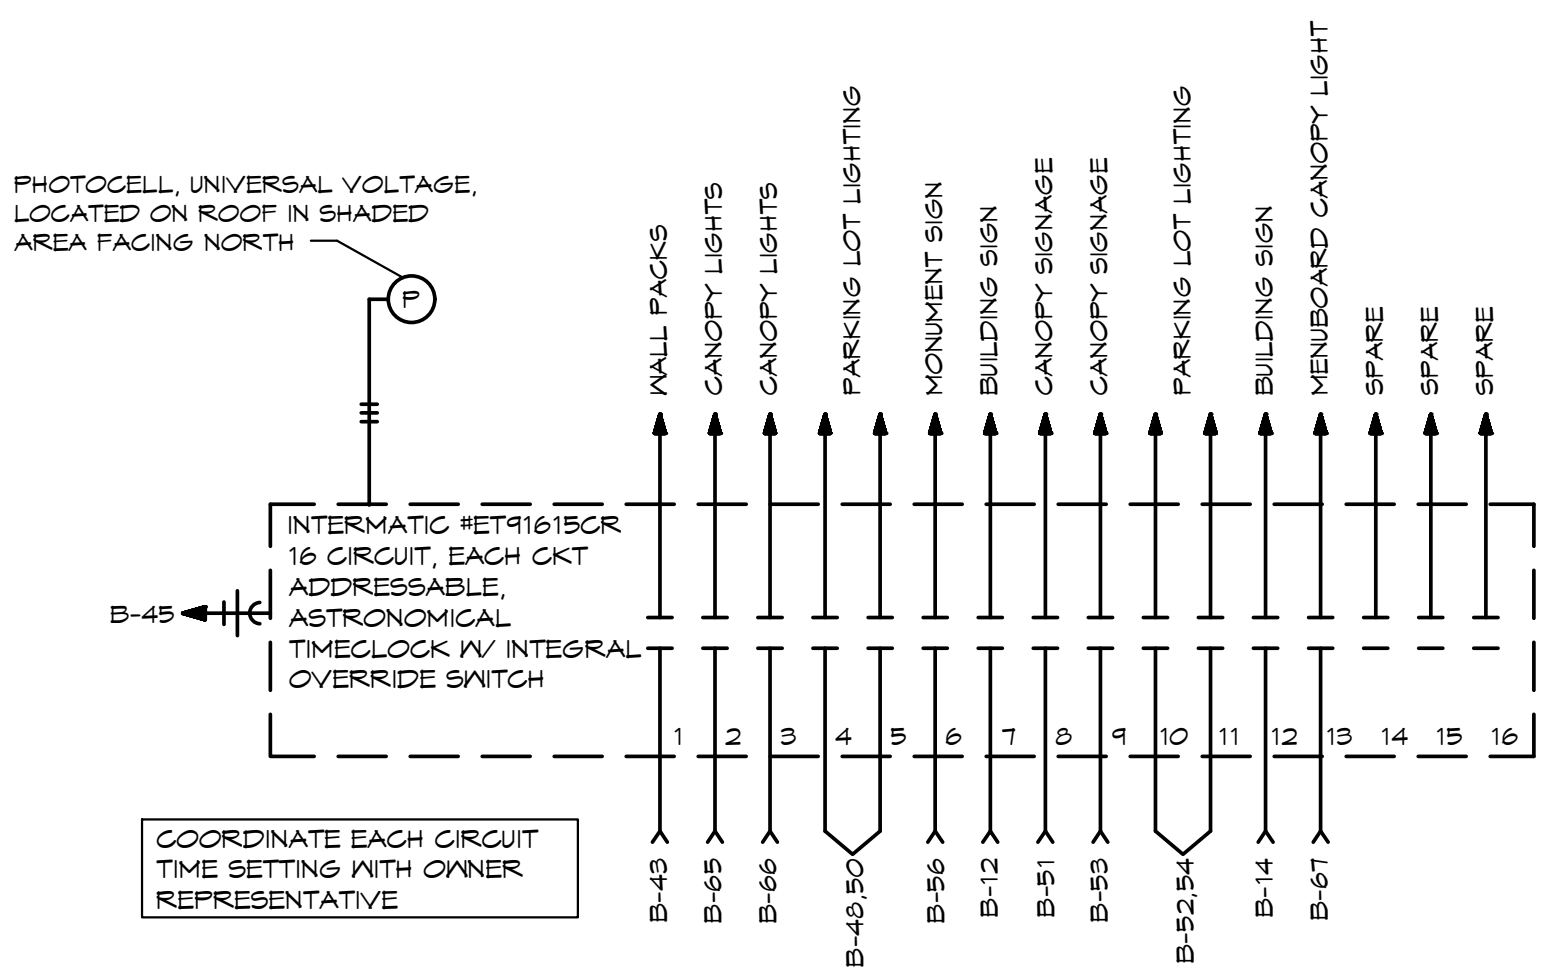 PHOTOCELL, UNIVERSAL VOLTAGE,
LOCATED ON ROOF IN SHADED
AREA FACING NORTH
P
WALL PACKS
CANOPY LIGHTS
CANOPY LIGHTS
PARKING LOT LIGHTING
MONUMENT SIGN
BUILDING SIGN
CANOPY SIGNAGE
CANOPY SIGNAGE
PARKING LOT LIGHTING
BUILDING SIGN
MENUBOARD CANOPY LIGHT
SPARE
SPARE
SPARE
INTERMATIC #ET91615CR
16 CIRCUIT, EACH CKT
ADDRESSABLE,
ASTRONOMICAL
TIMECLOCK W/ INTEGRAL
OVERRIDE SWITCH
B-45
1
2
3
4
5
6
7
8
9
10
11
12
13
14
15
16
COORDINATE EACH CIRCUIT
TIME SETTING WITH OWNER
REPRESENTATIVE
B-43
B-65
B-66
B-48,50
B-56
B-12
B-51
B-53
B-52,54
B-14
B-67